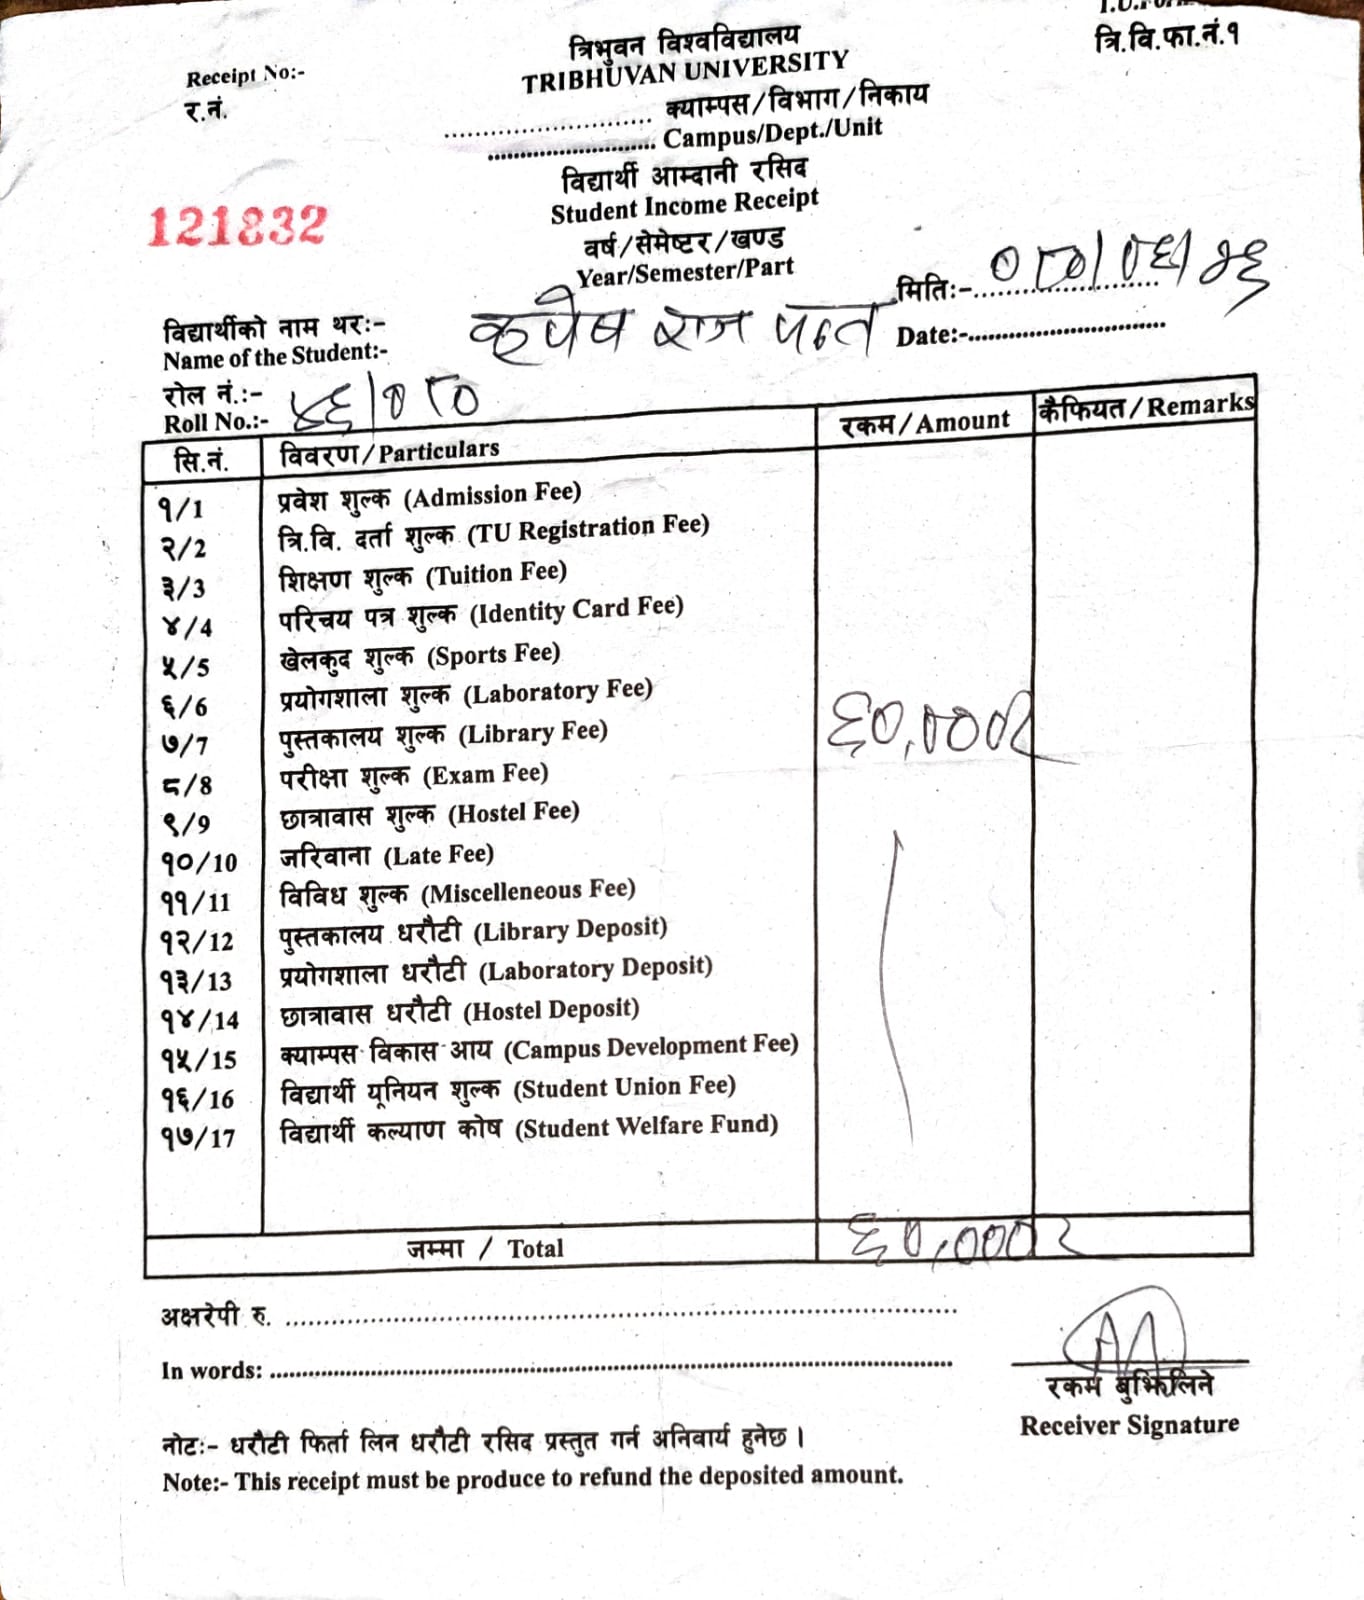 त्रि.वि.फा.नं.१
त्रिभुवन विश्वविद्यालय
Receipt No:-
TRIBHUVAN UNIVERSITY
र.नं.
........................... क्याम्पस/विभाग/निकाय
........................... Campus/Dept./Unit
विद्यार्थी आम्दानी रसिद
121832
Student Income Receipt
वर्ष/सेमेष्टर/खण्ड
Year/Semester/Part
मितिः- ०८०/०६/२६
विद्यार्थीको नाम थरः- राज पन्त
Name of the Student:-
Date:-............................
रोल नं.:- ४६/०८०
Roll No.:-
सि.नं. विवरण/Particulars रकम/Amount कैफियत/Remarks
१/1 प्रवेश शुल्क (Admission Fee)
२/2 त्रि.वि. दर्ता शुल्क (TU Registration Fee)
३/3 शिक्षण शुल्क (Tuition Fee)
४/4 परिचय पत्र शुल्क (Identity Card Fee)
५/5 खेलकुद शुल्क (Sports Fee)
६/6 प्रयोगशाला शुल्क (Laboratory Fee)
७/7 पुस्तकालय शुल्क (Library Fee) ६०,०००/
८/8 परीक्षा शुल्क (Exam Fee)
९/9 छात्रावास शुल्क (Hostel Fee)
१०/10 जरिवाना (Late Fee)
११/11 विविध शुल्क (Miscelleneous Fee)
१२/12 पुस्तकालय धरौटी (Library Deposit)
१३/13 प्रयोगशाला धरौटी (Laboratory Deposit)
१४/14 छात्रावास धरौटी (Hostel Deposit)
१५/15 क्याम्पस विकास आय (Campus Development Fee)
१६/16 विद्यार्थी यूनियन शुल्क (Student Union Fee)
१७/17 विद्यार्थी कल्याण कोष (Student Welfare Fund)
जम्मा / Total ६०,०००/
अक्षरेपी रु. ............................................................
In words: ............................................................
रकम बुझिलिने
Receiver Signature
नोटः- धरौटी फिर्ता लिन धरौटी रसिद प्रस्तुत गर्न अनिवार्य हुनेछ ।
Note:- This receipt must be produce to refund the deposited amount.